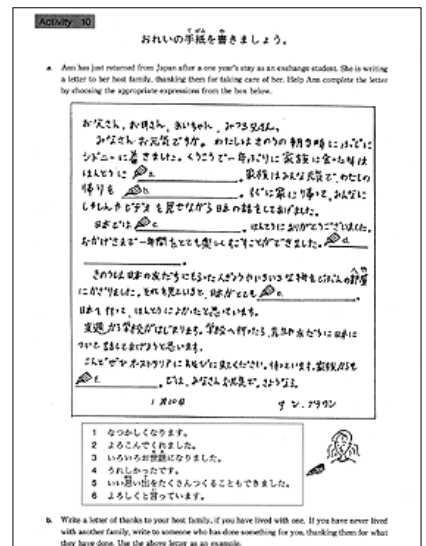 Activity 10
おれいの手紙を書きましょう。
a. Ann has just returned from Japan after a one year's stay as an exchange student. She is writing
a letter to her host family, thanking them for taking care of her. Help Ann complete the letter
by choosing the appropriate expressions from the box below.
お父さん、お母さん、あいちゃん、みつる兄さん、
みなさんお元気ですか。わたしはきのうの朝9時にぶじに
シドニーに着きました。くうこうで一年ぶりに家族に会った時は
ほんとうに a. 。家族はみんな元気で、わたしの
帰りを b. 。すぐに家に帰って、みんなに
しゃしんやビデオを見せながら日本の話をしてあげました。
日本では c. 。ほんとうにありがとうございました。
おかげさまで一年間をとても楽しくすごすことができました。 d.
。
きのうは日本の友だちにもらったにんぎょうやいろいろな物をじぶんの部屋
にかざりました。それを見ていると、日本がとても e.
日本へ行って、ほんとうによかったと思っています。
来週から学校がはじまります。学校へ行ったら、先生や友だちに日本に
ついて話してあげようと思います。
こんどぜひオーストラリアにあそびに来てください。待っています。家族からも
f. 。では、みなさんお元気で。さようなら。
1月20日 アン・ブラウン
1 なつかしくなります。
2 よろこんでくれました。
3 いろいろお世話になりました。
4 うれしかったです。
5 いい思い出をたくさんつくることもできました。
6 よろしくと言っています。
b. Write a letter of thanks to your host family, if you have lived with one. If you have never lived
with another family, write to someone who has done something for you, thanking them for what
they have done. Use the above letter as an example.